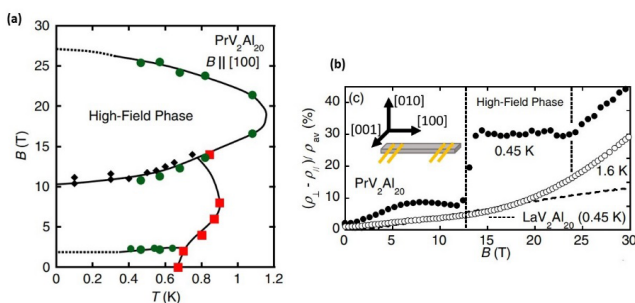 (a)
PrV2Al20
B || [100]
High-Field Phase
B (T)
30
25
20
15
10
5
0
0
0.2
0.4
0.6
0.8
1
1.2
T (K)
(b)
(c)
[010]
[100]
[001]
High-Field Phase
0.45 K
1.6 K
PrV2Al20
LaV2Al20 (0.45 K)
(ρ⊥ - ρ//)/ ρav (%)
40
30
20
10
0
0
5
10
15
20
25
30
B (T)